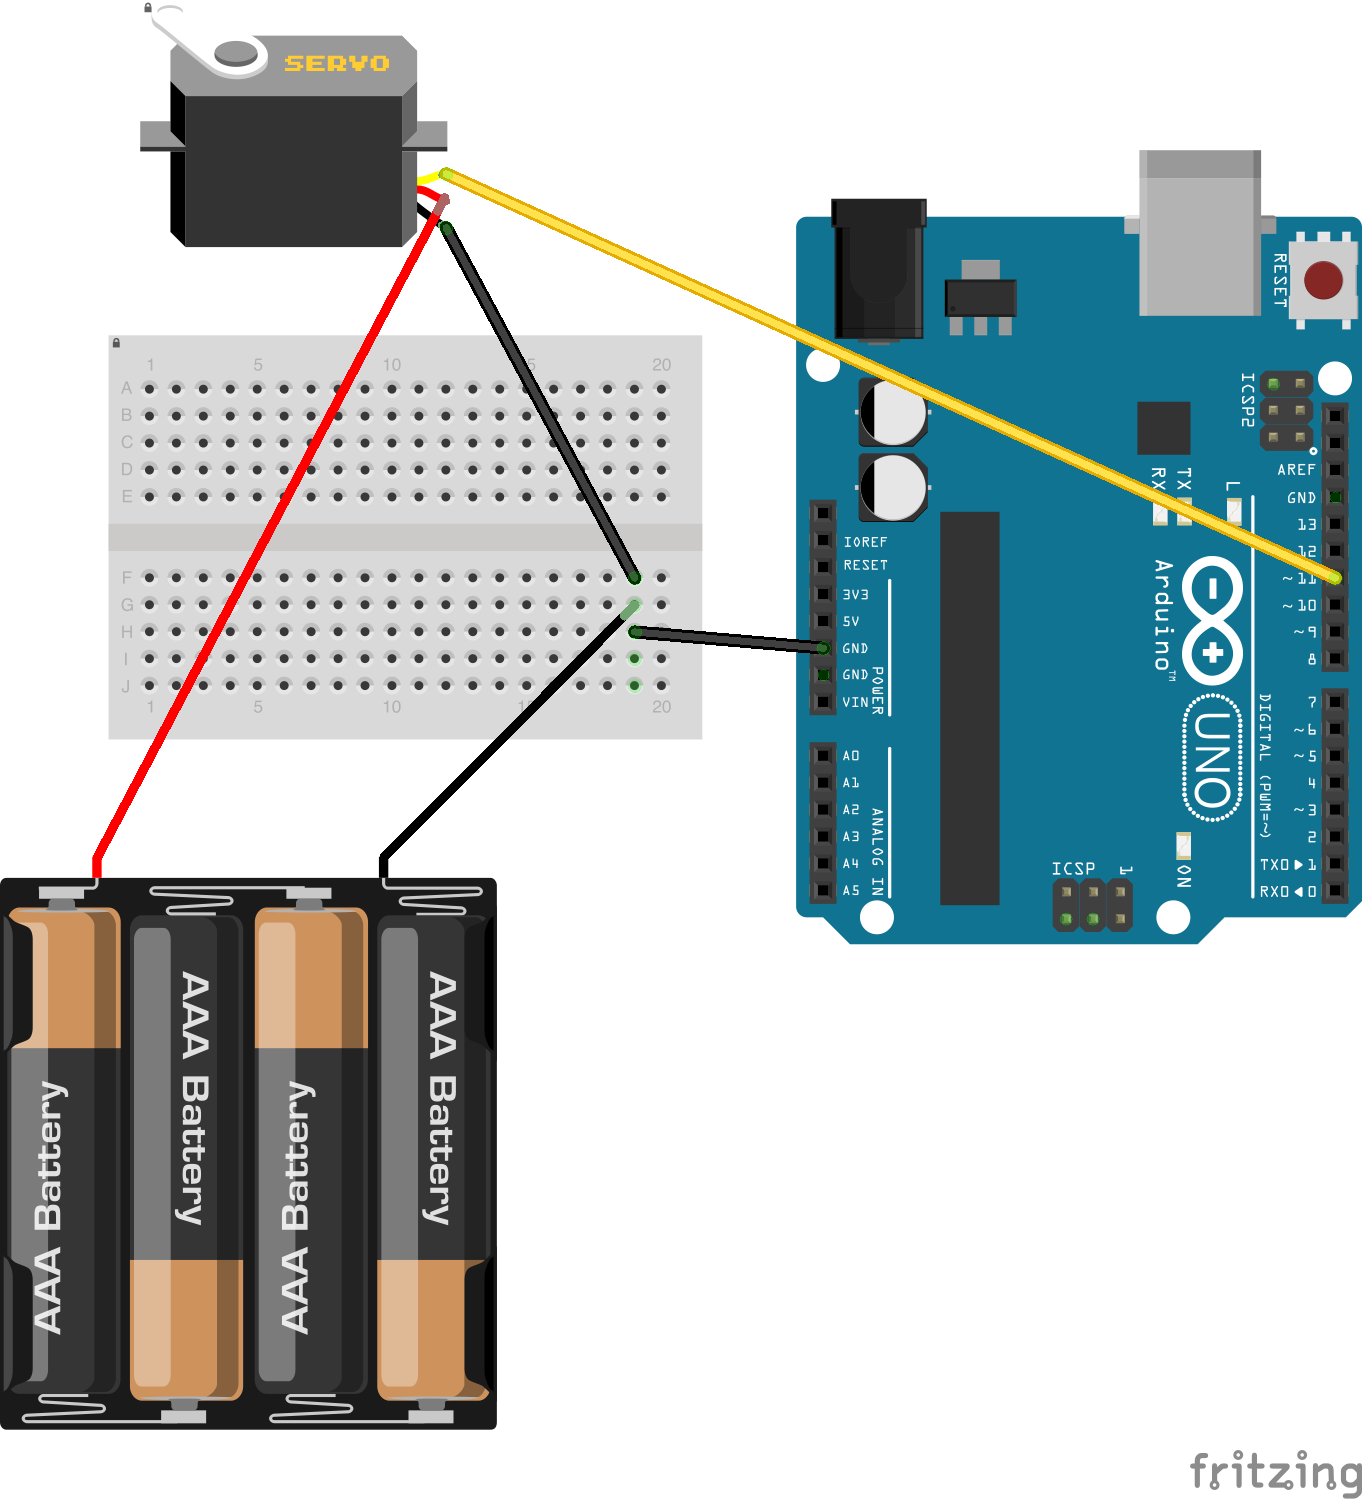 SERVO
1 5 10 15 20
A
B
C
D
E
F
G
H
I
J
1 5 10 15 20
RESET
ICSP2
AREF
GND
13
12
~11
~10
~9
8
7
~6
~5
4
~3
2
TX0▶1
RX0◀0
RX
TX
L
IOREF
RESET
3V3
5V
GND
GND
VIN
POWER
A0
A1
A2
A3
A4
A5
ANALOG IN
Arduino™
UNO
DIGITAL (PWM=~)
ICSP
1
ON
AAA Battery
AAA Battery
AAA Battery
AAA Battery
fritzing